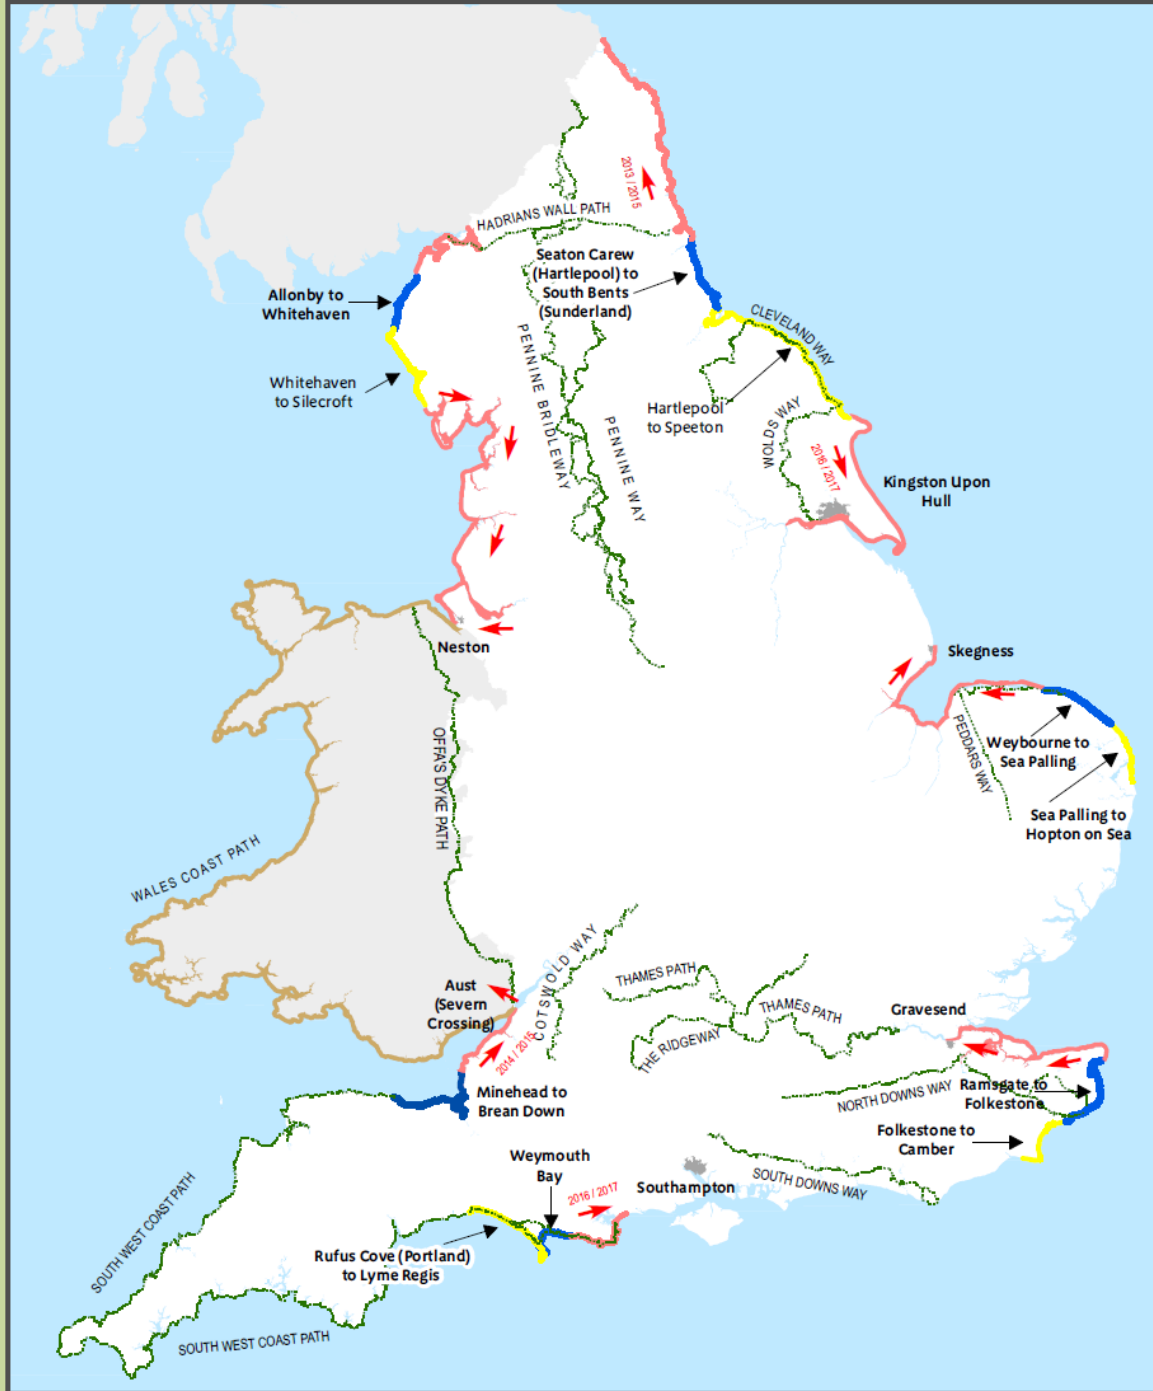 2013 / 2015
HADRIANS WALL PATH
Seaton Carew
(Hartlepool) to
South Bents
(Sunderland)
Allonby to
Whitehaven
CLEVELAND WAY
PENNINE BRIDLEWAY
Whitehaven
to Silecroft
Hartlepool
to Speeton
WOLDS WAY
PENNINE WAY
2016 / 2017
Kingston Upon
Hull
Neston
Skegness
OFFA'S DYKE PATH
PEDDARS WAY
Weybourne to
Sea Palling
Sea Palling to
Hopton on Sea
WALES COAST PATH
COTSWOLD WAY
THAMES PATH
Aust
(Severn
Crossing)
THAMES PATH
Gravesend
THE RIDGEWAY
2014 / 2015
NORTH DOWNS WAY
Ramsgate to
Folkestone
Minehead to
Brean Down
Folkestone to
Camber
Weymouth
Bay
SOUTH DOWNS WAY
2016 / 2017
Southampton
SOUTH WEST COAST PATH
Rufus Cove (Portland)
to Lyme Regis
SOUTH WEST COAST PATH